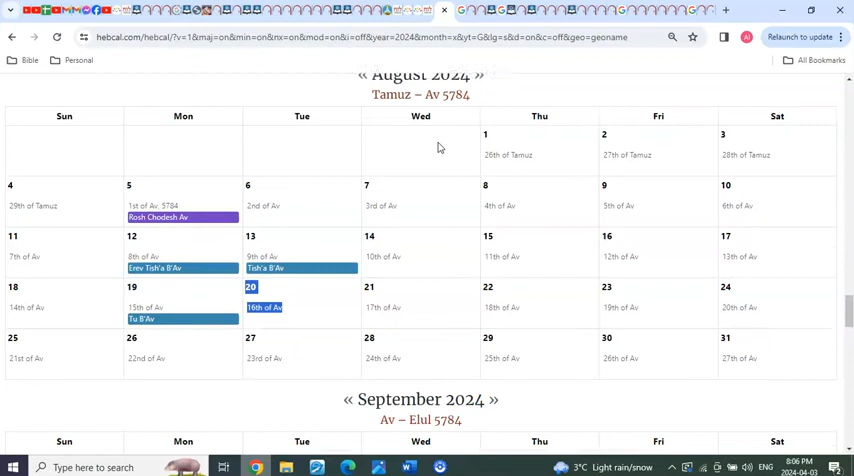 hebcal.com/hebcal/?v=1&maj=on&min=on&nx=on&mod=on&i=off&year=2024&month=x&yt=G&lg=s&d=on&c=off&geo=geoname
AI
Relaunch to update
Bible
Personal
All Bookmarks
« August 2024 »
Tamuz – Av 5784
Sun Mon Tue Wed Thu Fri Sat
1 2 3
26th of Tamuz 27th of Tamuz 28th of Tamuz
4 5 6 7 8 9 10
29th of Tamuz 1st of Av, 5784 2nd of Av 3rd of Av 4th of Av 5th of Av 6th of Av
Rosh Chodesh Av
11 12 13 14 15 16 17
7th of Av 8th of Av 9th of Av 10th of Av 11th of Av 12th of Av 13th of Av
Erev Tish'a B'Av Tish'a B'Av
18 19 20 21 22 23 24
14th of Av 15th of Av 16th of Av 17th of Av 18th of Av 19th of Av 20th of Av
Tu B'Av
25 26 27 28 29 30 31
21st of Av 22nd of Av 23rd of Av 24th of Av 25th of Av 26th of Av 27th of Av
« September 2024 »
Av – Elul 5784
Sun Mon Tue Wed Thu Fri Sat
Type here to search
3°C Light rain/snow
ENG
8:06 PM
2024-04-03